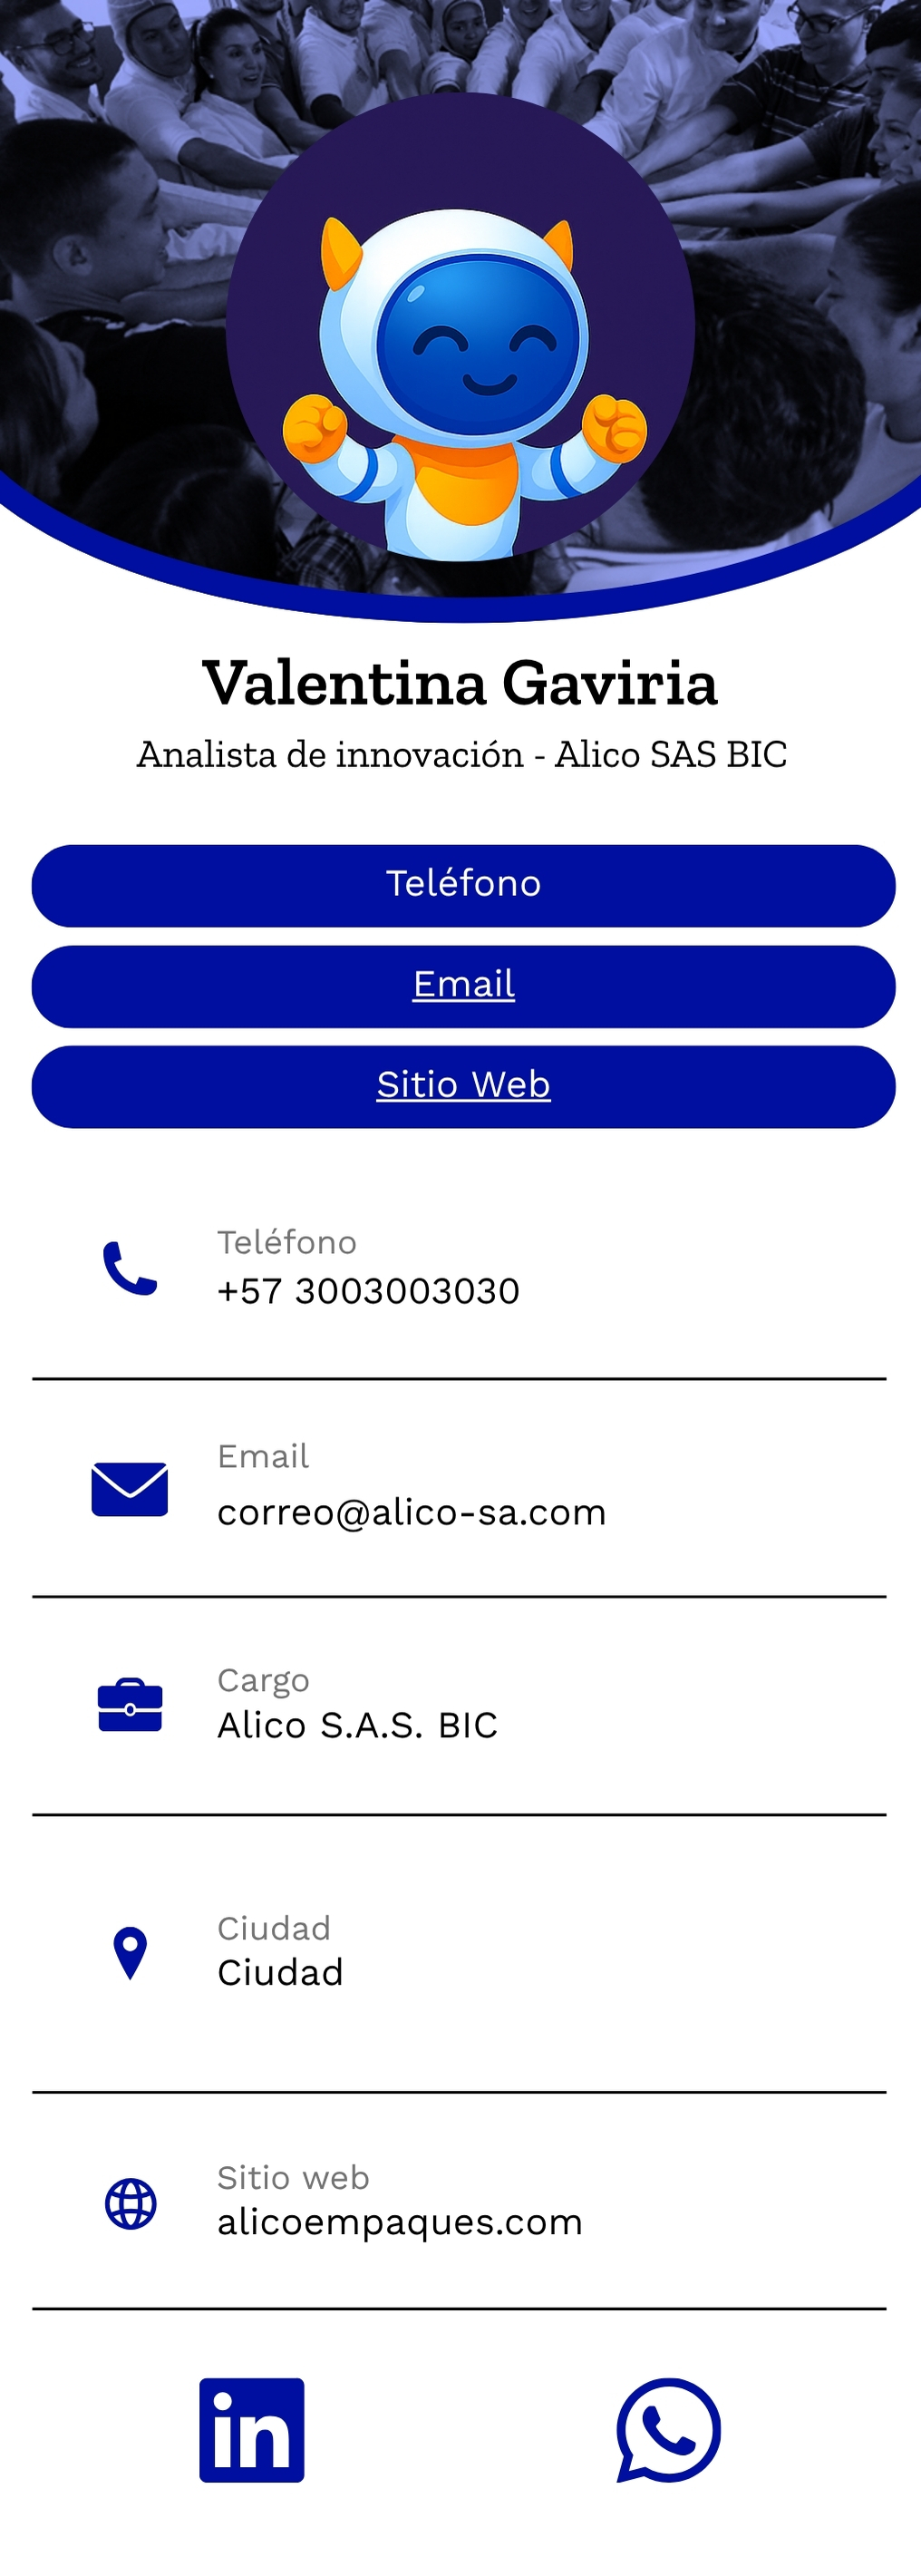 Valentina Gaviria
Analista de innovación - Alico SAS BIC
Teléfono
Email
Sitio Web
Teléfono
+57 3003003030
Email
correo@alico-sa.com
Cargo
Alico S.A.S. BIC
Ciudad
Ciudad
Sitio web
alicoempaques.com
in